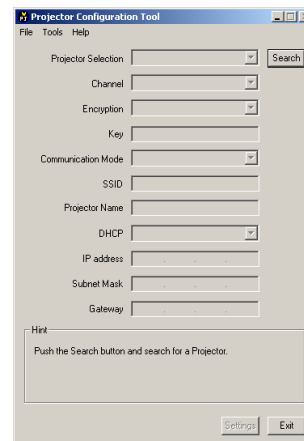 Projector Configuration Tool
File Tools Help
Projector Selection Search
Channel
Encryption
Key
Communication Mode
SSID
Projector Name
DHCP
IP address
Subnet Mask
Gateway
Hint
Push the Search button and search for a Projector.
Settings Exit